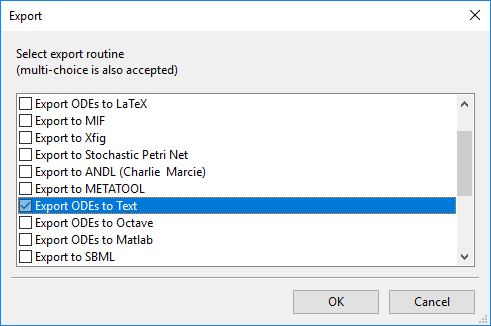 Export
Select export routine
(multi-choice is also accepted)
Export ODEs to LaTeX
Export to MIF
Export to Xfig
Export to Stochastic Petri Net
Export to ANDL (Charlie  Marcie)
Export to METATOOL
Export ODEs to Text
Export ODEs to Octave
Export ODEs to Matlab
Export to SBML
OK
Cancel